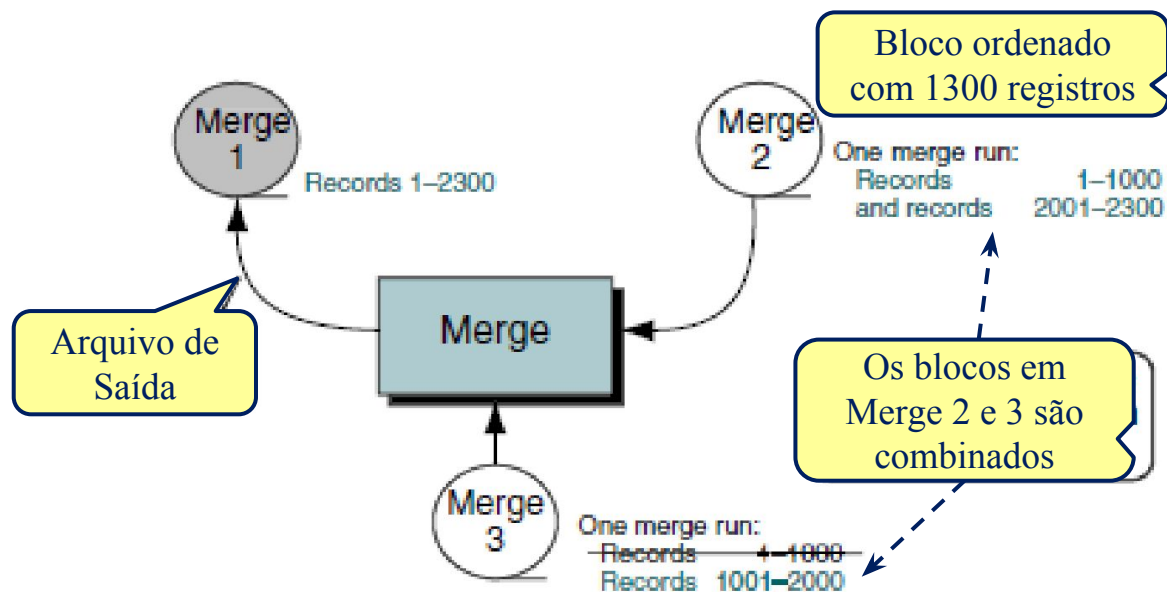 Bloco ordenado
com 1300 registros
Merge
1
Records 1–2300
Merge
2
One merge run:
Records 1–1000
and records 2001–2300
Arquivo de
Saída
Merge
Os blocos em
Merge 2 e 3 são
combinados
Merge
3
One merge run:
Records 1–1000
Records 1001–2000